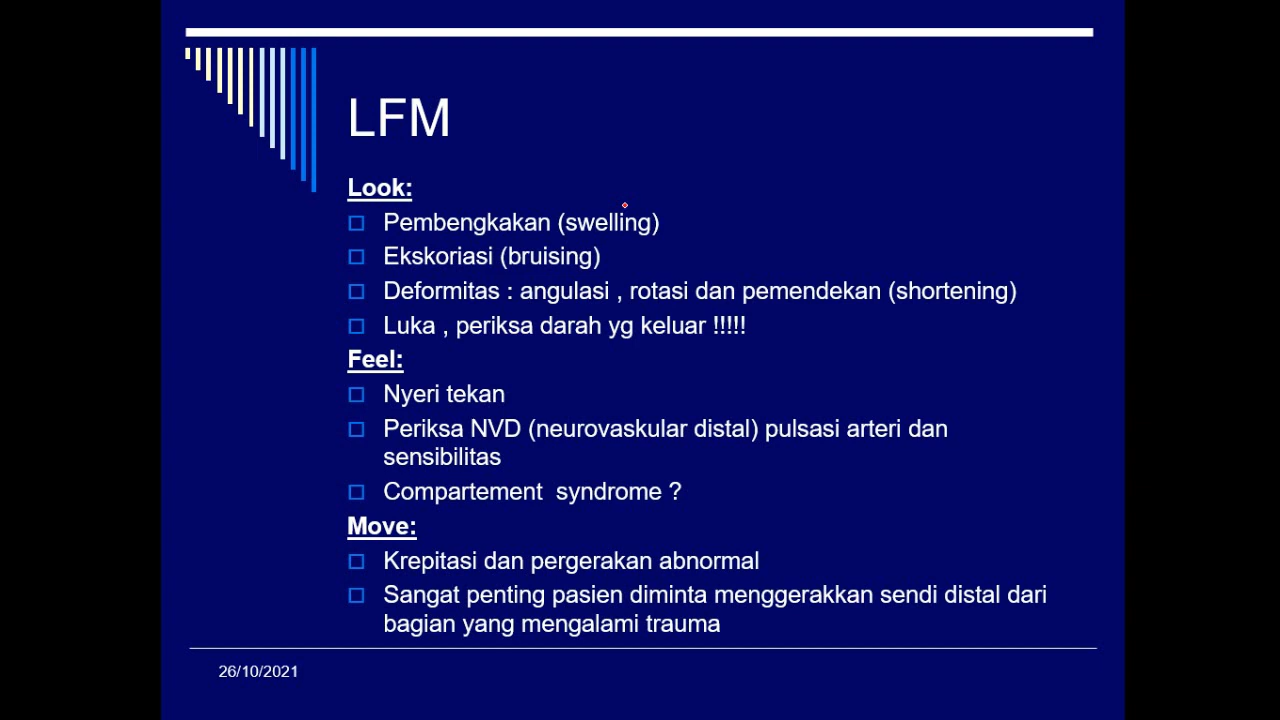 LFM
Look:
Pembengkakan (swelling)
Ekskoriasi (bruising)
Deformitas : angulasi , rotasi dan pemendekan (shortening)
Luka , periksa darah yg keluar !!!!!
Feel:
Nyeri tekan
Periksa NVD (neurovaskular distal) pulsasi arteri dan
sensibilitas
Compartement  syndrome ?
Move:
Krepitasi dan pergerakan abnormal
Sangat penting pasien diminta menggerakkan sendi distal dari
bagian yang mengalami trauma
26/10/2021